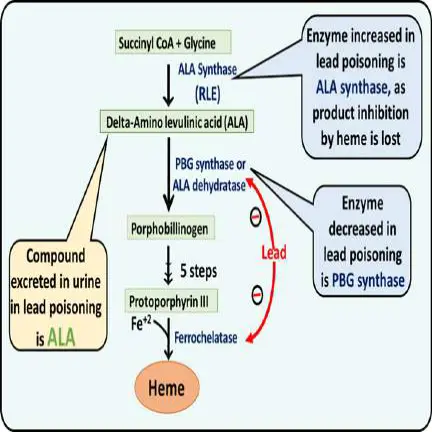 Succinyl CoA + Glycine
ALA Synthase
(RLE)
Enzyme increased in
lead poisoning is
ALA synthase, as
product inhibition
by heme is lost
Delta-Amino levulinic acid (ALA)
PBG synthase or
ALA dehydratase
Enzyme
decreased in
lead poisoning
is PBG synthase
Porphobillinogen
Lead
Compound
excreted in urine
in lead poisoning
is ALA
5 steps
Protoporphyrin III
Fe+2
Ferrochelatase
Heme